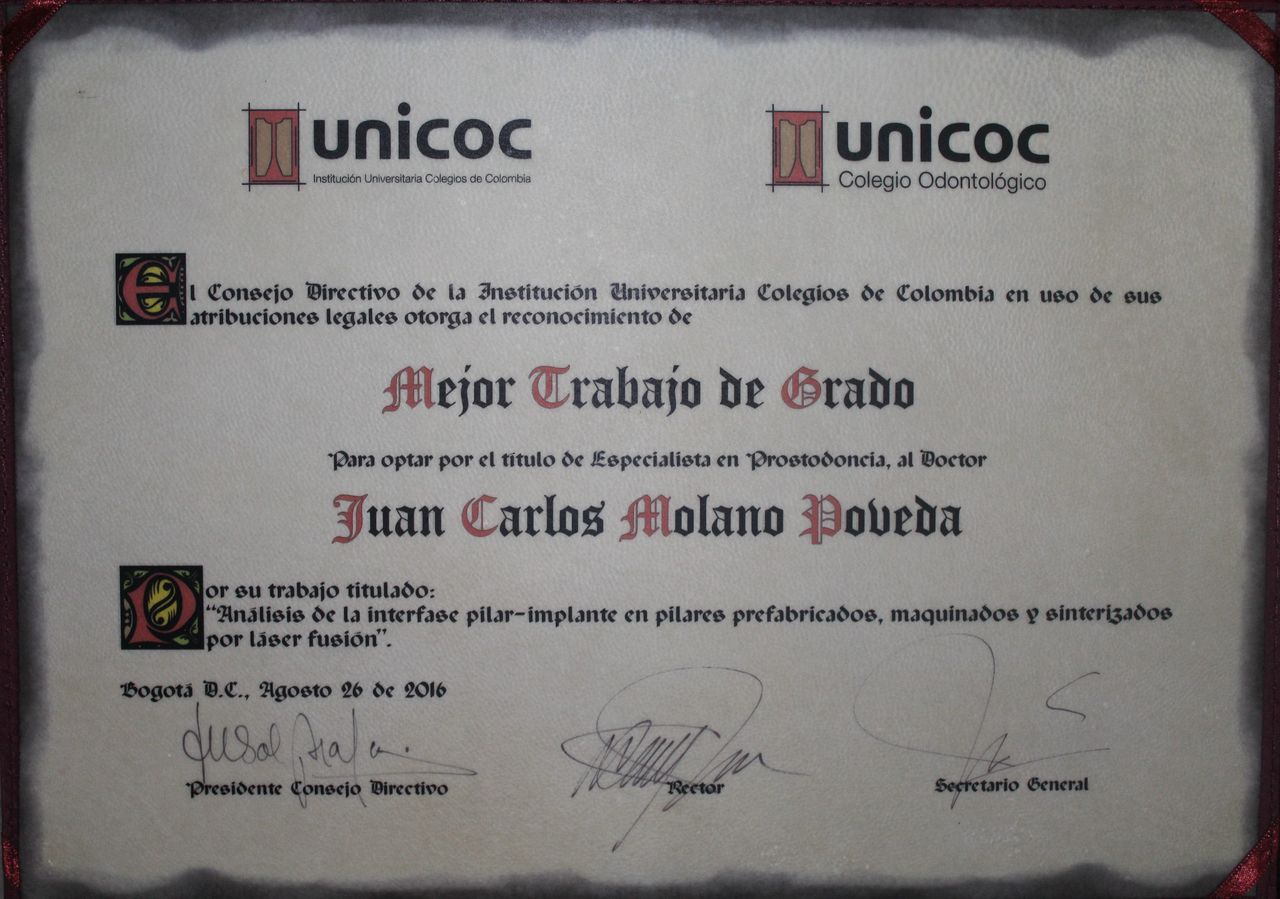 unicoc
Institución Universitaria Colegios de Colombia
unicoc
Colegio Odontológico
El Consejo Directivo de la Institución Universitaria Colegios de Colombia en uso de sus
atribuciones legales otorga el reconocimiento de
Mejor Trabajo de Grado
Para optar por el título de Especialista en Prostodoncia, al Doctor
Juan Carlos Molano Poveda
Por su trabajo titulado:
"Análisis de la interfase pilar-implante en pilares prefabricados, maquinados y sinterizados
por láser fusión".
Bogotá D.C., Agosto 26 de 2016
Presidente Consejo Directivo
Rector
Secretario General